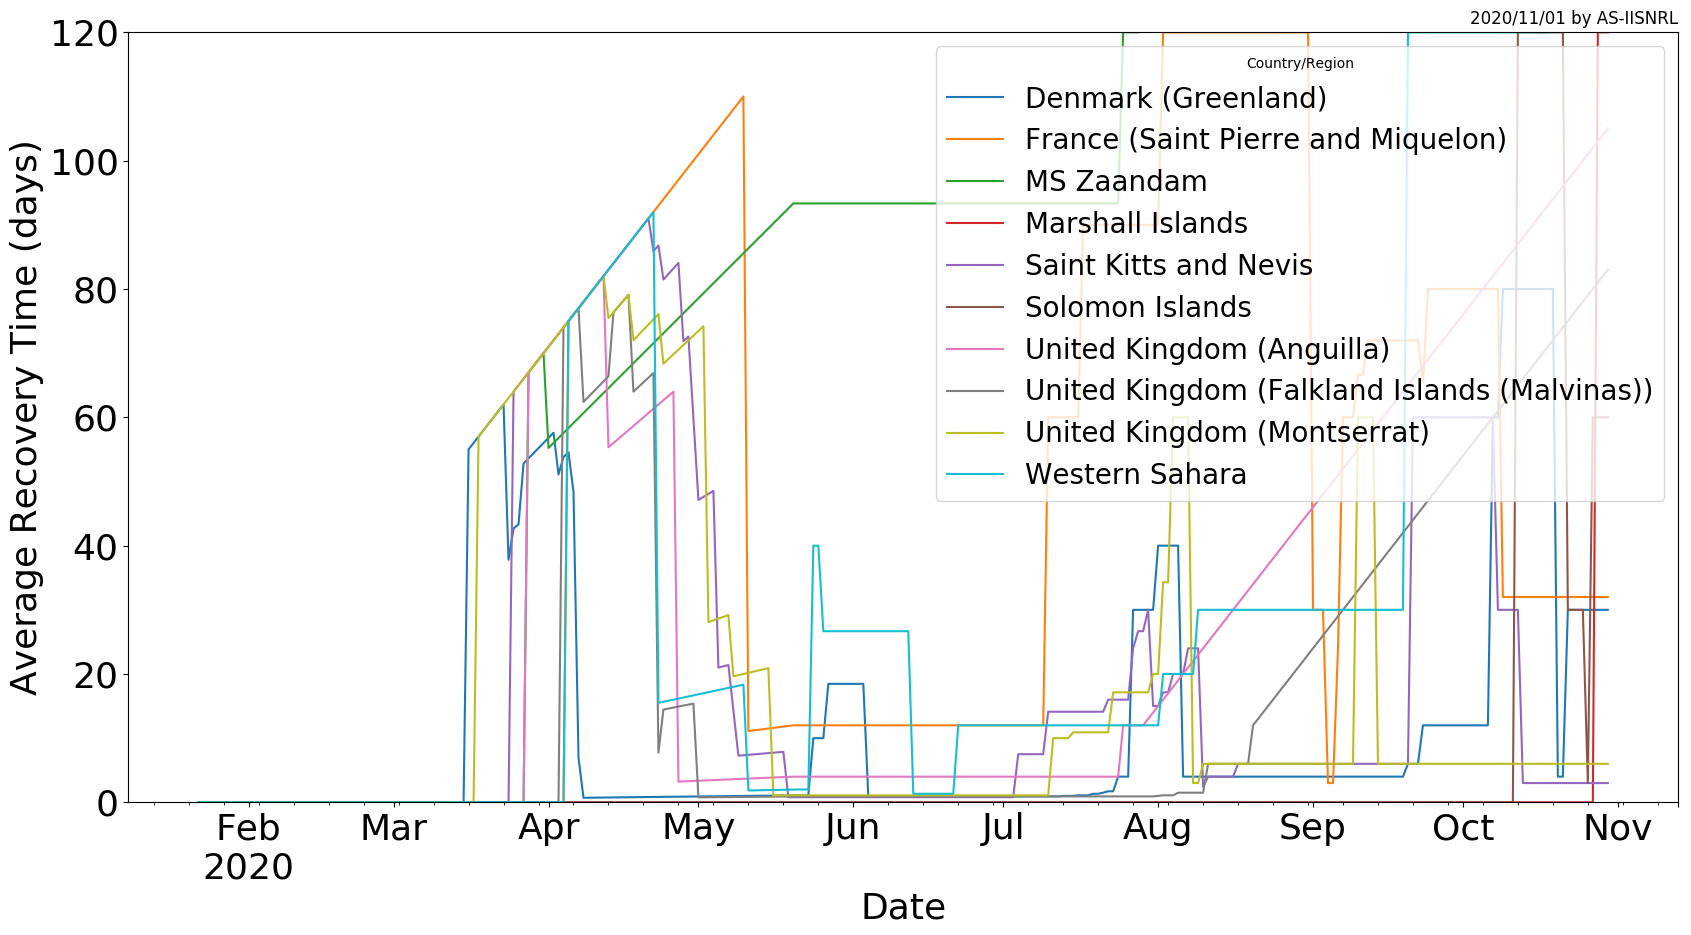 2020/11/01 by AS-IISNRL
Average Recovery Time (days)
120
100
80
60
40
20
0
Country/Region
Denmark (Greenland)
France (Saint Pierre and Miquelon)
MS Zaandam
Marshall Islands
Saint Kitts and Nevis
Solomon Islands
United Kingdom (Anguilla)
United Kingdom (Falkland Islands (Malvinas))
United Kingdom (Montserrat)
Western Sahara
Feb Mar Apr May Jun Jul Aug Sep Oct Nov
2020
Date